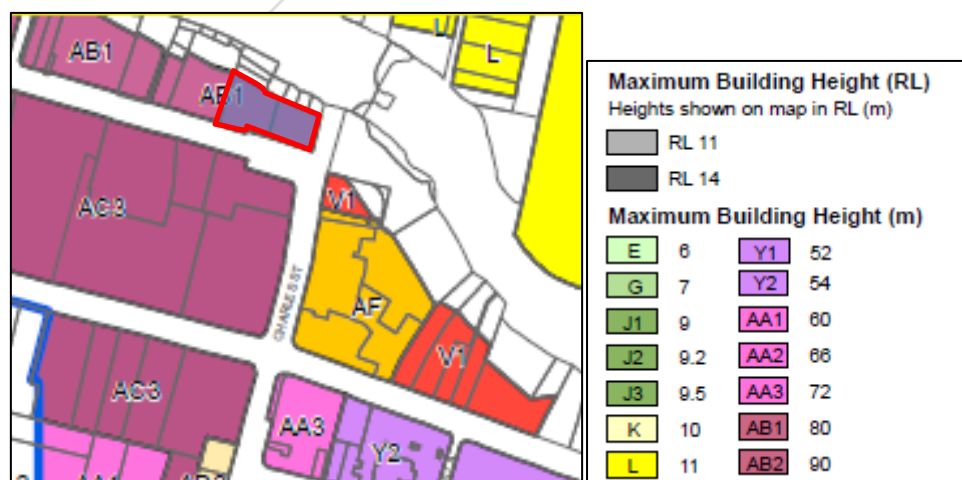 L
AB1
L
AB1
AC3
V1
CHARLES ST
AF
V1
AC3
AA3
Y2
Maximum Building Height (RL)
Heights shown on map in RL (m)
RL 11
RL 14
Maximum Building Height (m)
E 6 Y1 52
G 7 Y2 54
J1 9 AA1 60
J2 9.2 AA2 66
J3 9.5 AA3 72
K 10 AB1 80
L 11 AB2 90